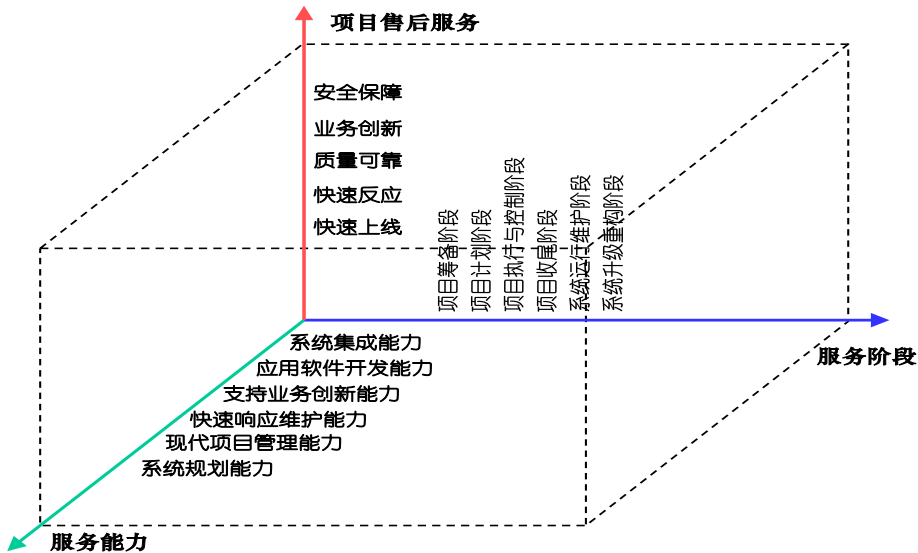 项目售后服务
安全保障
业务创新
质量可靠
快速反应
快速上线
项目筹备阶段
项目计划阶段
项目执行与控制阶段
项目收尾阶段
系统运行维护阶段
系统升级重构阶段
服务阶段
系统集成能力
应用软件开发能力
支持业务创新能力
快速响应维护能力
现代项目管理能力
系统规划能力
服务能力